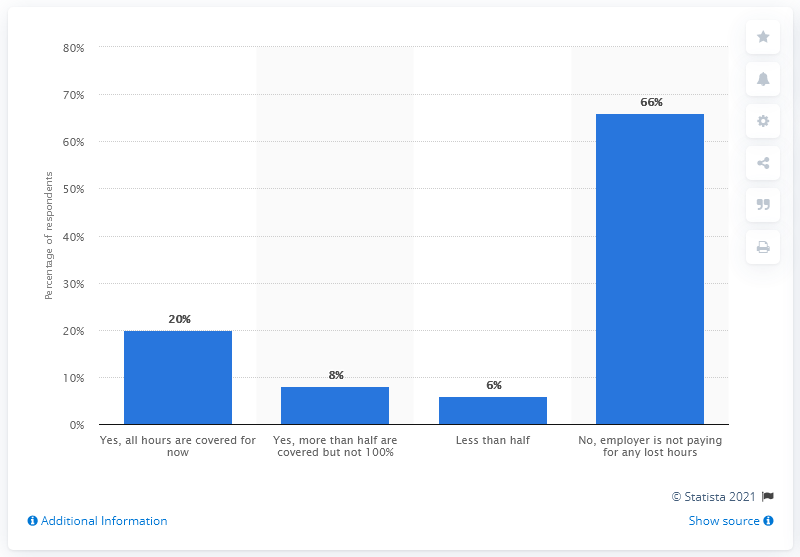 80%
70%
60%
50%
40%
30%
20%
10%
0%
Percentage of respondents
20%
8%
6%
66%
Yes, all hours are covered for
now
Yes, more than half are
covered but not 100%
Less than half
No, employer is not paying
for any lost hours
© Statista 2021
Additional Information
Show source